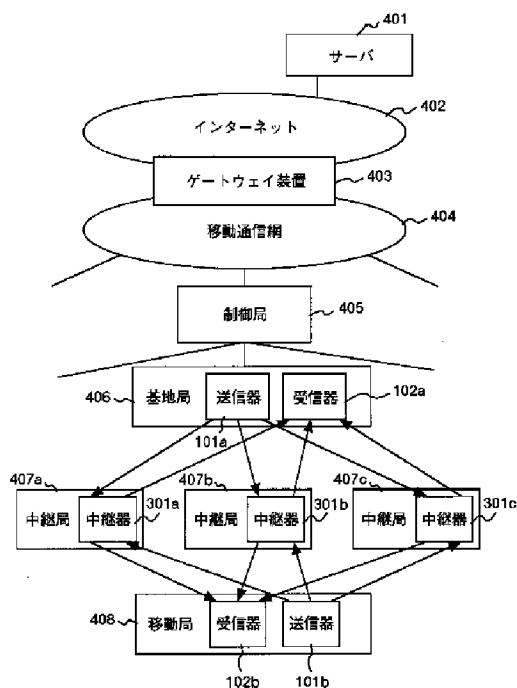 401
サーバ
402
インターネット
ゲートウェイ装置
403
404
移動通信網
制御局
405
406
基地局
送信器
受信器
102a
101a
407a
407b
407c
中継局
中継器
301a
中継局
中継器
301b
中継局
中継器
301c
408
移動局
受信器
送信器
102b
101b